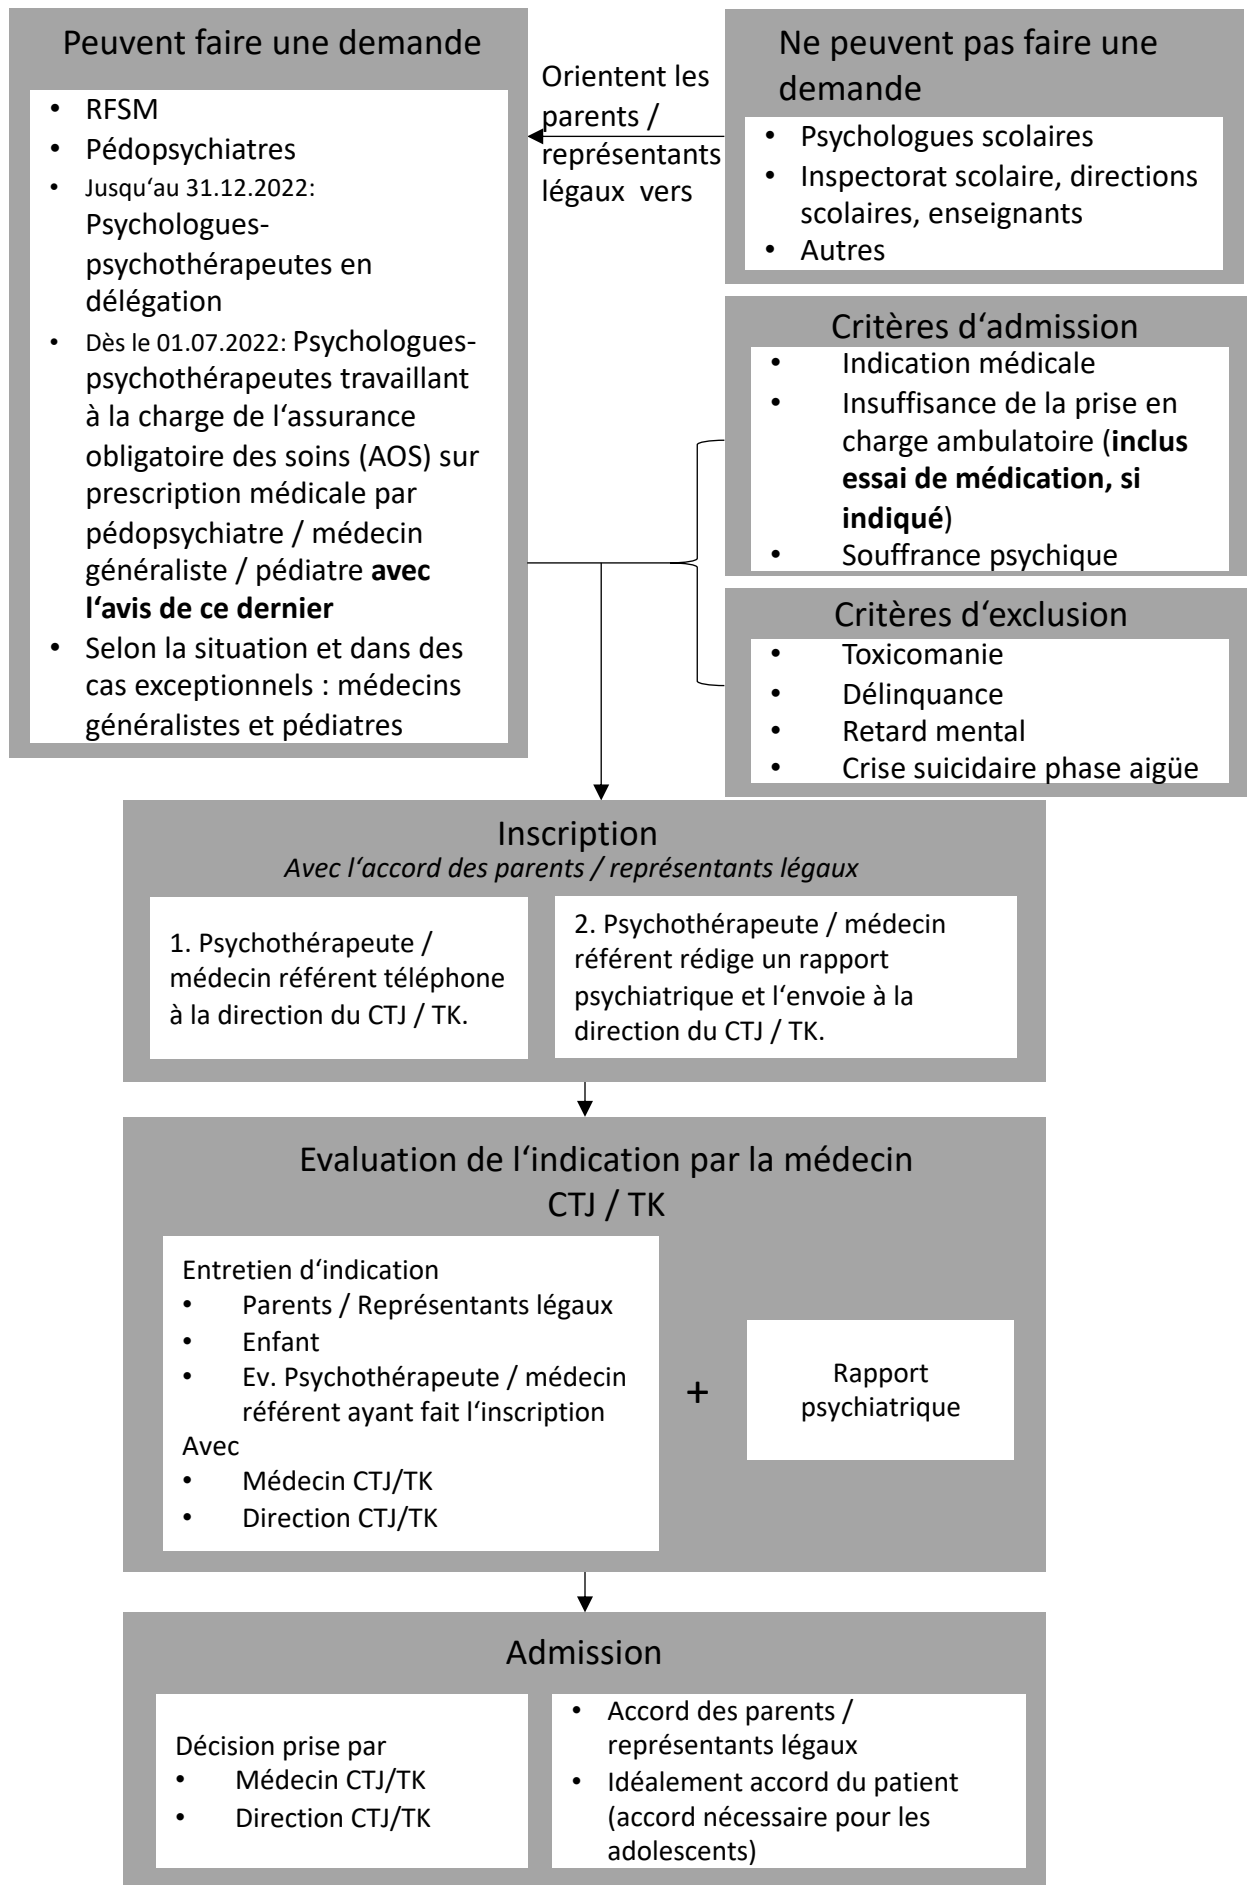 Peuvent faire une demande
• RFSM
• Pédopsychiatres
• Jusqu‘au 31.12.2022:
Psychologues-
psychothérapeutes en
délégation
• Dès le 01.07.2022: Psychologues-
psychothérapeutes travaillant
à la charge de l‘assurance
obligatoire des soins (AOS) sur
prescription médicale par
pédopsychiatre / médecin
généraliste / pédiatre avec
l‘avis de ce dernier
• Selon la situation et dans des
cas exceptionnels : médecins
généralistes et pédiatres
Orientent les
parents /
représentants
légaux vers
Ne peuvent pas faire une
demande
• Psychologues scolaires
• Inspectorat scolaire, directions
scolaires, enseignants
• Autres
Critères d‘admission
• Indication médicale
• Insuffisance de la prise en
charge ambulatoire (inclus
essai de médication, si
indiqué)
• Souffrance psychique
Critères d‘exclusion
• Toxicomanie
• Délinquance
• Retard mental
• Crise suicidaire phase aigüe
Inscription
Avec l‘accord des parents / représentants légaux
1. Psychothérapeute /
médecin référent téléphone
à la direction du CTJ / TK.
2. Psychothérapeute / médecin
référent rédige un rapport
psychiatrique et l‘envoie à la
direction du CTJ / TK.
Evaluation de l‘indication par la médecin
CTJ / TK
Entretien d‘indication
• Parents / Représentants légaux
• Enfant
• Ev. Psychothérapeute / médecin
référent ayant fait l‘inscription
Avec
• Médecin CTJ/TK
• Direction CTJ/TK
+
Rapport
psychiatrique
Admission
Décision prise par
• Médecin CTJ/TK
• Direction CTJ/TK
• Accord des parents /
représentants légaux
• Idéalement accord du patient
(accord nécessaire pour les
adolescents)